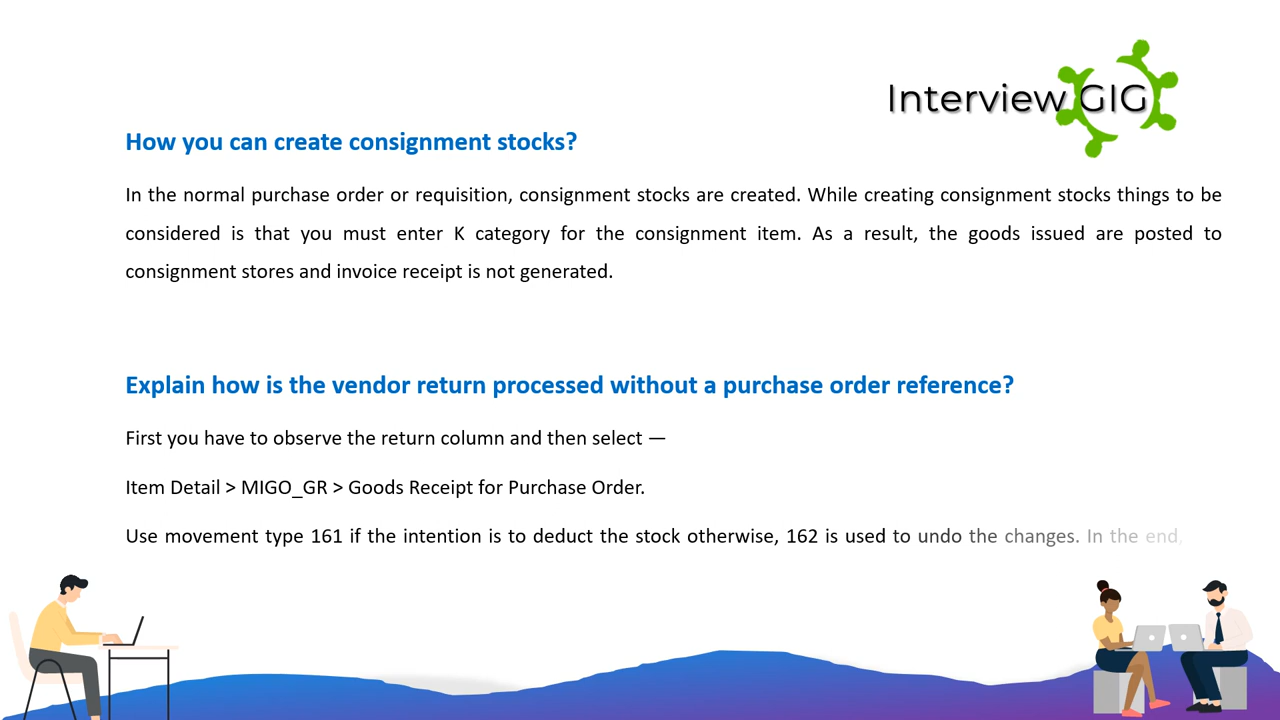 Interview GIG
How you can create consignment stocks?
In the normal purchase order or requisition, consignment stocks are created. While creating consignment stocks things to be
considered is that you must enter K category for the consignment item. As a result, the goods issued are posted to
consignment stores and invoice receipt is not generated.
Explain how is the vendor return processed without a purchase order reference?
First you have to observe the return column and then select —
Item Detail > MIGO_GR > Goods Receipt for Purchase Order.
Use movement type 161 if the intention is to deduct the stock otherwise, 162 is used to undo the changes. In the end,